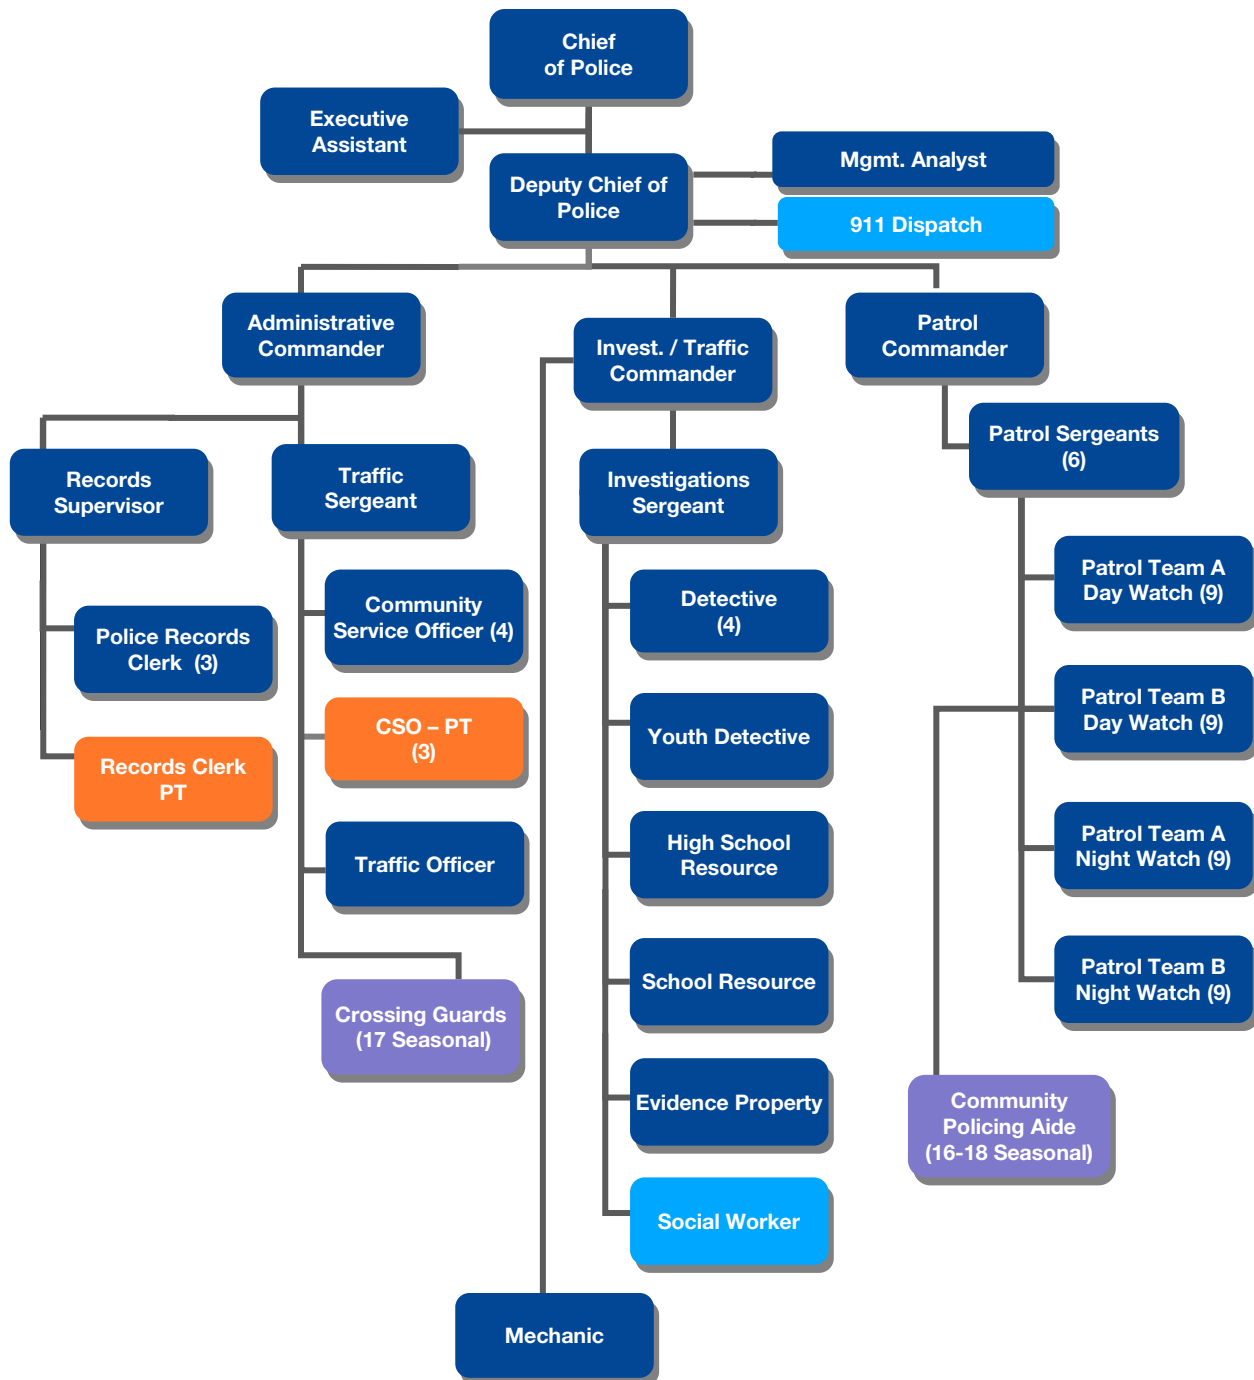 Chief
of Police
Executive
Assistant
Mgmt. Analyst
Deputy Chief of
Police
911 Dispatch
Administrative
Commander
Invest. / Traffic
Commander
Patrol
Commander
Patrol Sergeants
(6)
Records
Supervisor
Traffic
Sergeant
Investigations
Sergeant
Police Records
Clerk (3)
Records Clerk
PT
Community
Service Officer (4)
CSO – PT
(3)
Traffic Officer
Crossing Guards
(17 Seasonal)
Detective
(4)
Youth Detective
High School
Resource
School Resource
Evidence Property
Social Worker
Mechanic
Patrol Team A
Day Watch (9)
Patrol Team B
Day Watch (9)
Patrol Team A
Night Watch (9)
Patrol Team B
Night Watch (9)
Community
Policing Aide
(16-18 Seasonal)